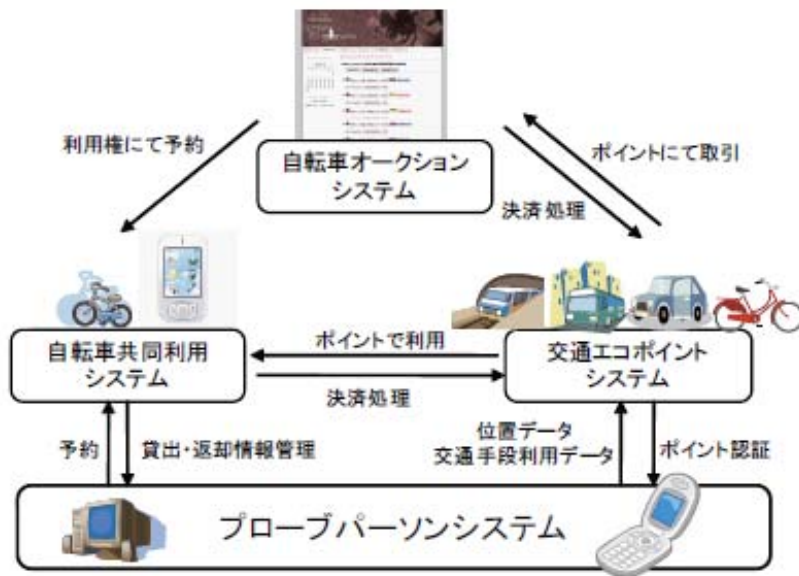 利用権にて予約
自転車オークション
システム
ポイントにて取引
決済処理
自転車共同利用
システム
ポイントで利用
決済処理
交通エコポイント
システム
予約
貸出・返却情報管理
位置データ
交通手段利用データ
ポイント認証
プローブパーソンシステム